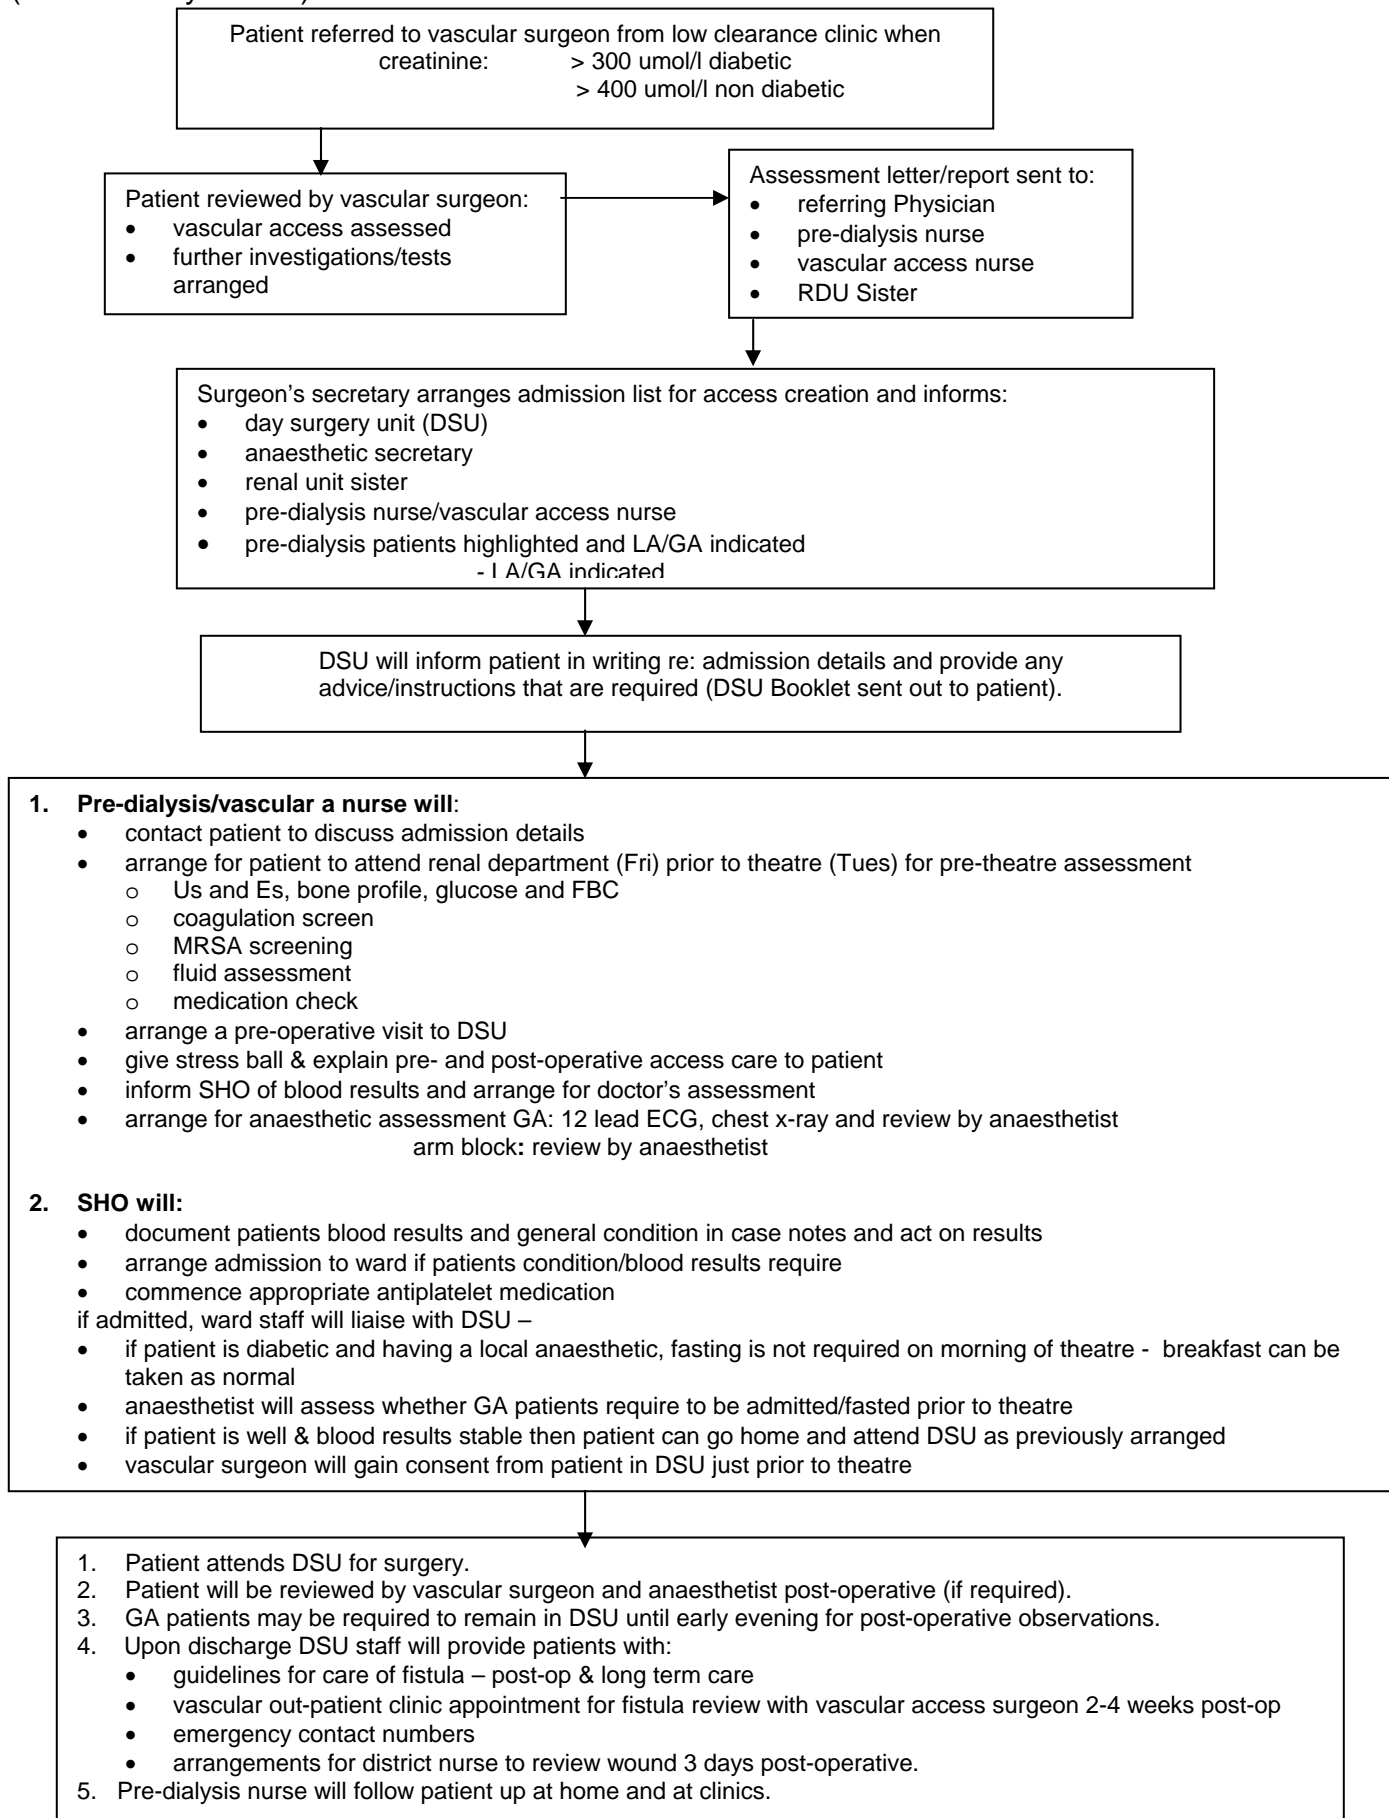 Patient referred to vascular surgeon from low clearance clinic when
creatinine: > 300 umol/l diabetic
> 400 umol/l non diabetic
Patient reviewed by vascular surgeon:
• vascular access assessed
• further investigations/tests
arranged
Assessment letter/report sent to:
• referring Physician
• pre-dialysis nurse
• vascular access nurse
• RDU Sister
Surgeon's secretary arranges admission list for access creation and informs:
• day surgery unit (DSU)
• anaesthetic secretary
• renal unit sister
• pre-dialysis nurse/vascular access nurse
• pre-dialysis patients highlighted and LA/GA indicated
- LA/GA indicated
DSU will inform patient in writing re: admission details and provide any
advice/instructions that are required (DSU Booklet sent out to patient).
1. Pre-dialysis/vascular a nurse will:
• contact patient to discuss admission details
• arrange for patient to attend renal department (Fri) prior to theatre (Tues) for pre-theatre assessment
o Us and Es, bone profile, glucose and FBC
o coagulation screen
o MRSA screening
o fluid assessment
o medication check
• arrange a pre-operative visit to DSU
• give stress ball & explain pre- and post-operative access care to patient
• inform SHO of blood results and arrange for doctor's assessment
• arrange for anaesthetic assessment GA: 12 lead ECG, chest x-ray and review by anaesthetist
arm block: review by anaesthetist
2. SHO will:
• document patients blood results and general condition in case notes and act on results
• arrange admission to ward if patients condition/blood results require
• commence appropriate antiplatelet medication
if admitted, ward staff will liaise with DSU –
• if patient is diabetic and having a local anaesthetic, fasting is not required on morning of theatre - breakfast can be
taken as normal
• anaesthetist will assess whether GA patients require to be admitted/fasted prior to theatre
• if patient is well & blood results stable then patient can go home and attend DSU as previously arranged
• vascular surgeon will gain consent from patient in DSU just prior to theatre
1. Patient attends DSU for surgery.
2. Patient will be reviewed by vascular surgeon and anaesthetist post-operative (if required).
3. GA patients may be required to remain in DSU until early evening for post-operative observations.
4. Upon discharge DSU staff will provide patients with:
• guidelines for care of fistula – post-op & long term care
• vascular out-patient clinic appointment for fistula review with vascular access surgeon 2-4 weeks post-op
• emergency contact numbers
• arrangements for district nurse to review wound 3 days post-operative.
5. Pre-dialysis nurse will follow patient up at home and at clinics.